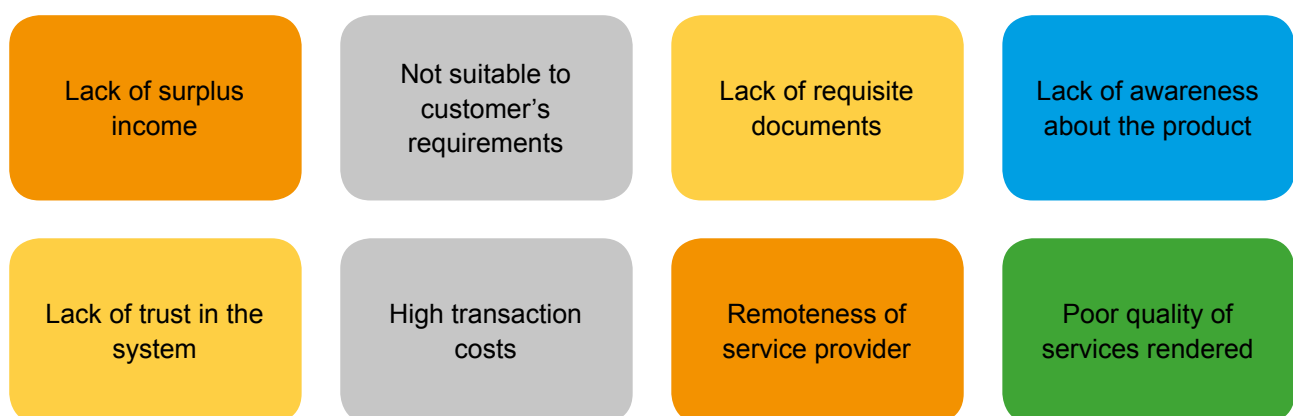 Lack of surplus
income
Not suitable to
customer’s
requirements
Lack of requisite
documents
Lack of awareness
about the product
Lack of trust in the
system
High transaction
costs
Remoteness of
service provider
Poor quality of
services rendered